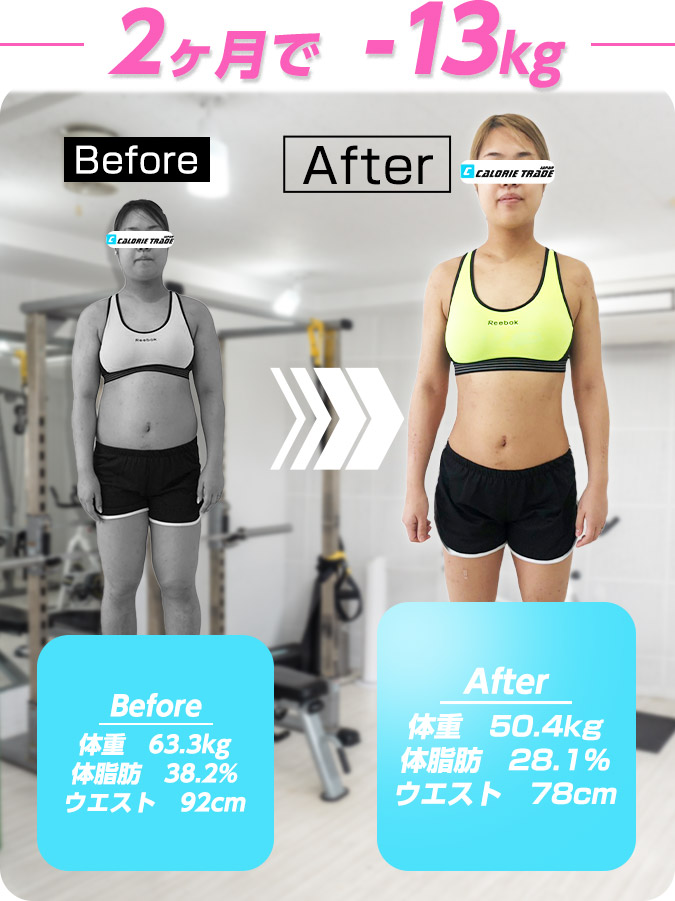 2ヶ月で -13kg
Before
After
CALORIE TRADE JAPAN
CALORIE TRADE JAPAN
Reebok
Reebok
Before
体重 63.3kg
体脂肪 38.2%
ウエスト 92cm
After
体重 50.4kg
体脂肪 28.1%
ウエスト 78cm